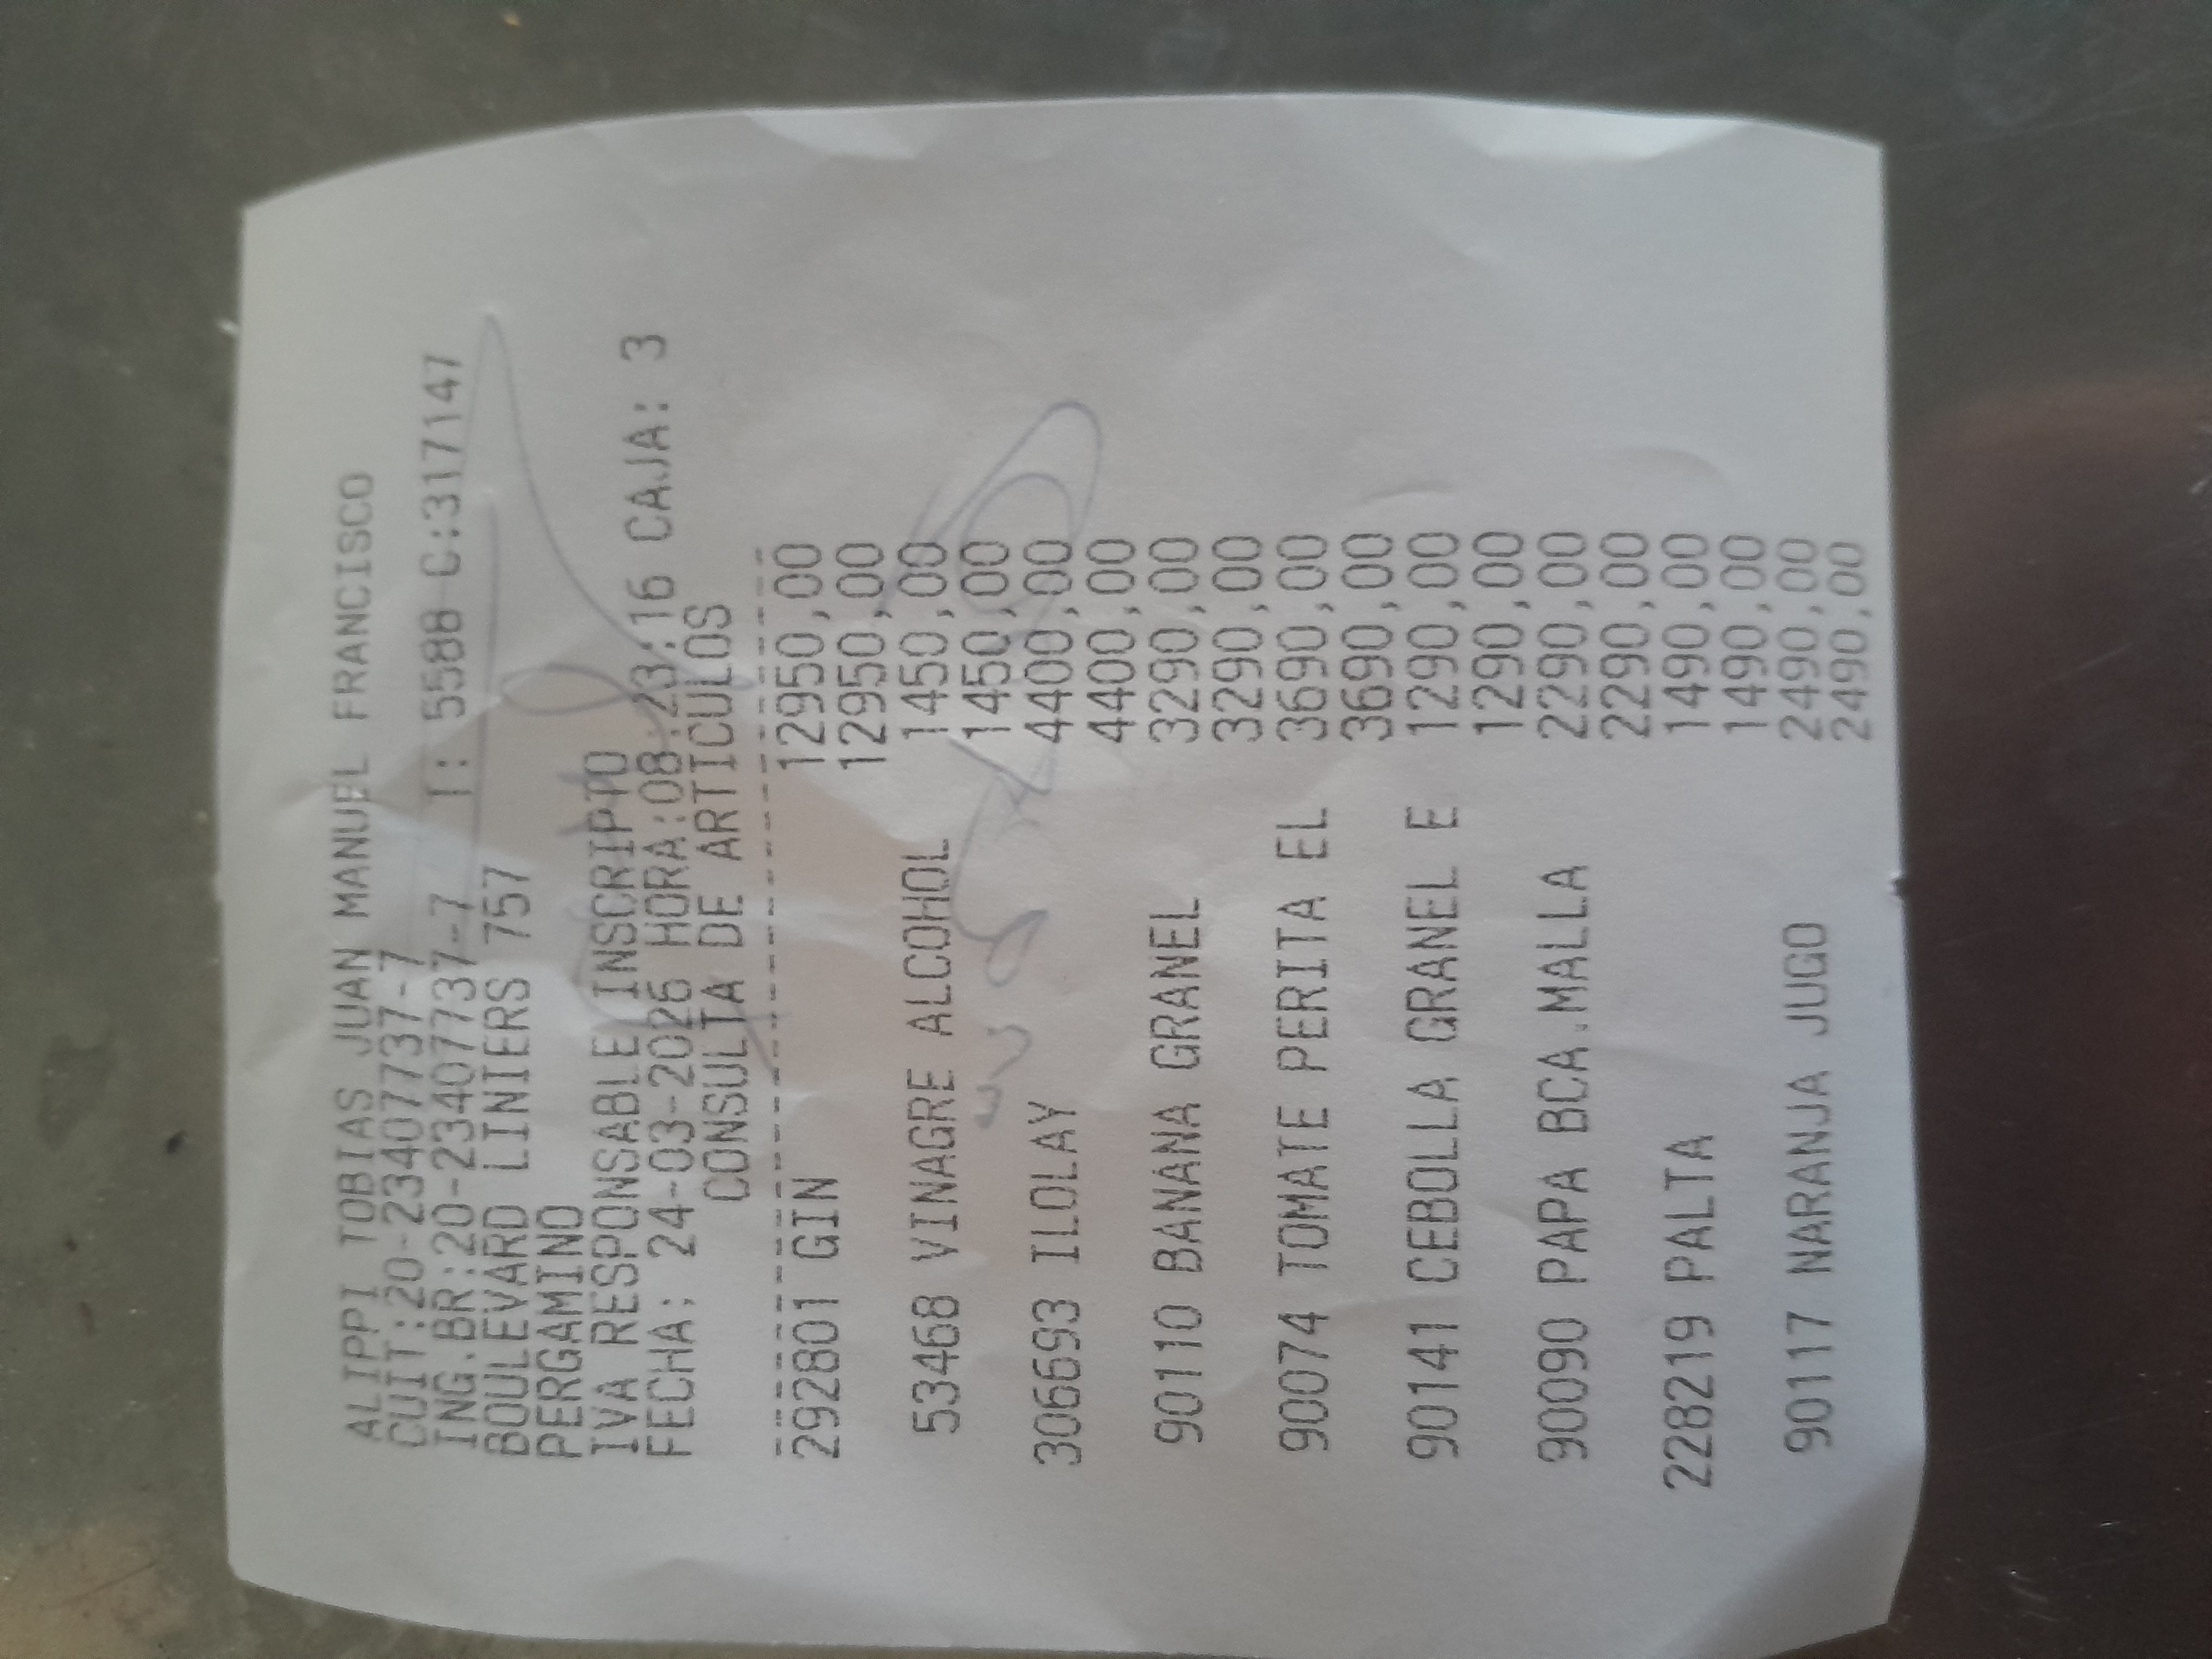 ALIPPI TOBIAS JUAN MANUEL FRANCISCO
CUIT:20-23407737-7
ING.BR:20-23407737-7 T: 5588 C:317147
BOULEVARD LINIERS 757
PERGAMINO
IVA RESPONSABLE INSCRIPTO
FECHA: 24-03-2026 HORA:08:23:16 CAJA: 3
CONSULTA DE ARTICULOS
292801 GIN 12950,00
12950,00
53468 VINAGRE ALCOHOL 1450,00
1450,00
306693 ILOLAY 4400,00
4400,00
90110 BANANA GRANEL 3290,00
3290,00
90074 TOMATE PERITA EL 3690,00
3690,00
90141 CEBOLLA GRANEL E 1290,00
1290,00
90090 PAPA BCA.MALLA 2290,00
2290,00
228219 PALTA 1490,00
1490,00
90117 NARANJA JUGO 2490,00
2490,00